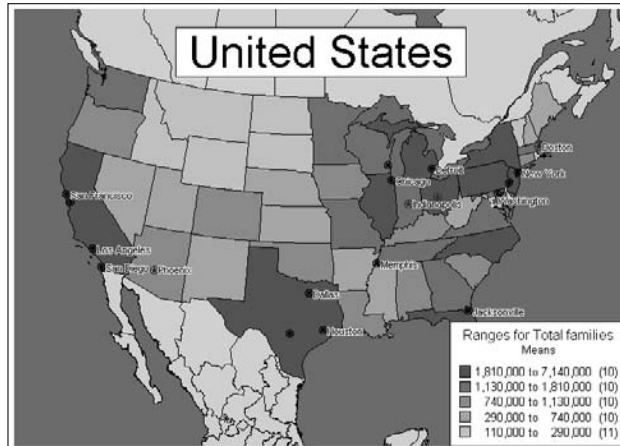 United States
Boston
Detroit
Chicago
New York
San Francisco
Indianapolis
Washington
Los Angeles
Memphis
San Diego
Phoenix
Dallas
Jacksonville
Houston
Ranges for Total families
Means
1,810,000 to 7,140,000 (10)
1,130,000 to 1,810,000 (10)
740,000 to 1,130,000 (10)
290,000 to 740,000 (10)
110,000 to 290,000 (11)